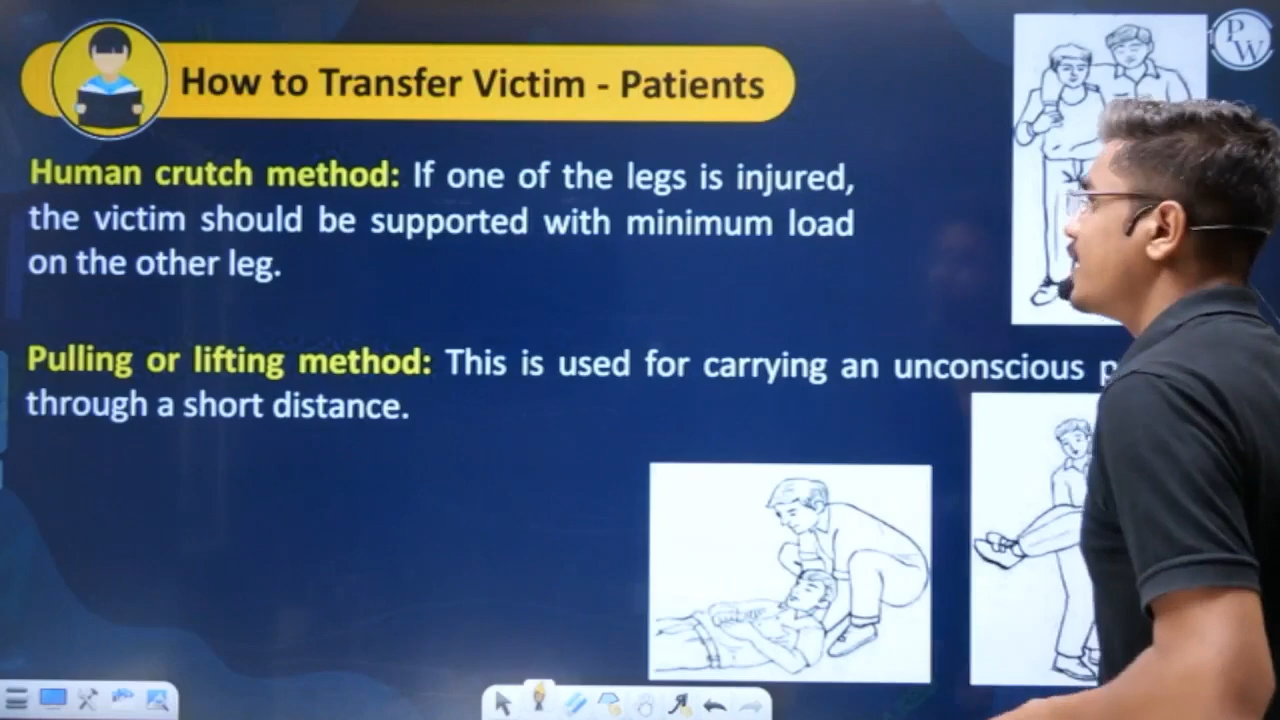 PW
How to Transfer Victim - Patients
Human crutch method: If one of the legs is injured,
the victim should be supported with minimum load
on the other leg.
Pulling or lifting method: This is used for carrying an unconscious
through a short distance.